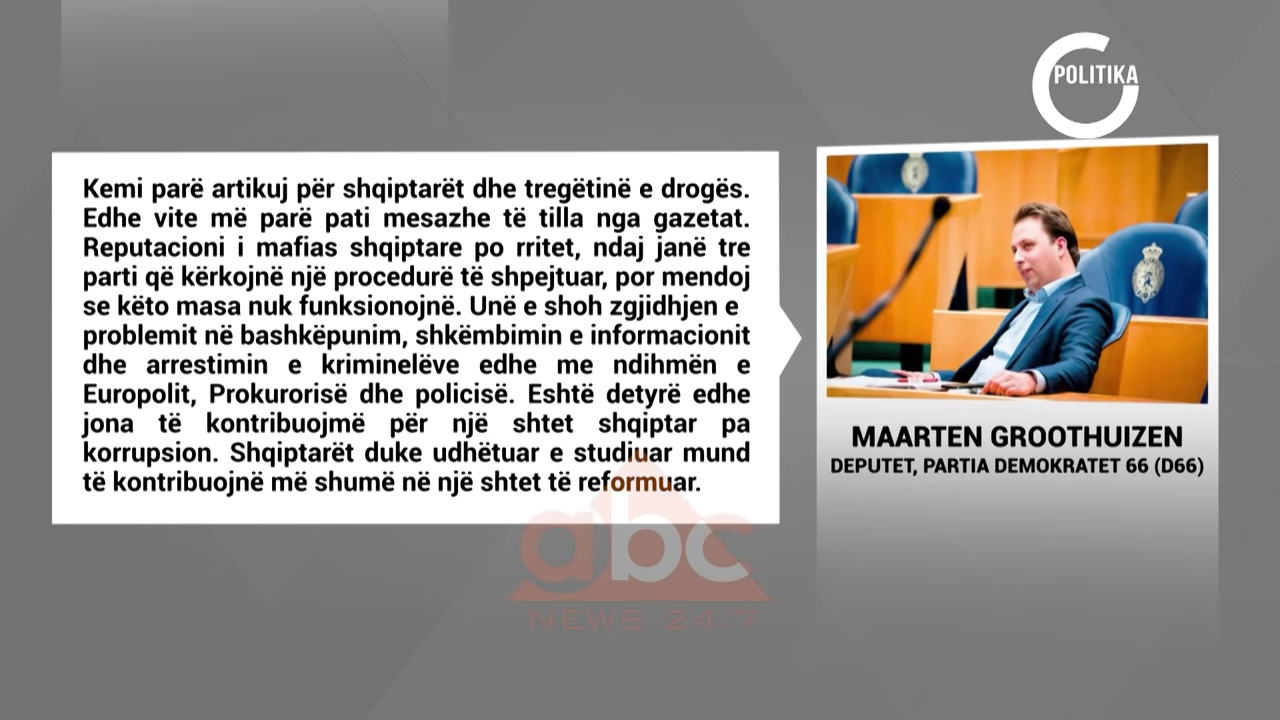 POLITIKA
Kemi parë artikuj për shqiptarët dhe tregëtinë e drogës.
Edhe vite më parë pati mesazhe të tilla nga gazetat.
Reputacioni i mafias shqiptare po rritet, ndaj janë tre
parti që kërkojnë një procedurë të shpejtuar, por mendoj
se këto masa nuk funksionojnë. Unë e shoh zgjidhjen e
problemit në bashkëpunim, shkëmbimin e informacionit
dhe arrestimin e kriminelëve edhe me ndihmën e
Europolit, Prokurorisë dhe policisë. Eshtë detyrë edhe
jona të kontribuojmë për një shtet shqiptar pa
korrupsion. Shqiptarët duke udhëtuar e studiuar mund
të kontribuojnë më shumë në një shtet të reformuar.
MAARTEN GROOTHUIZEN
DEPUTET, PARTIA DEMOKRATET 66 (D66)
abc
NEWS 24/7